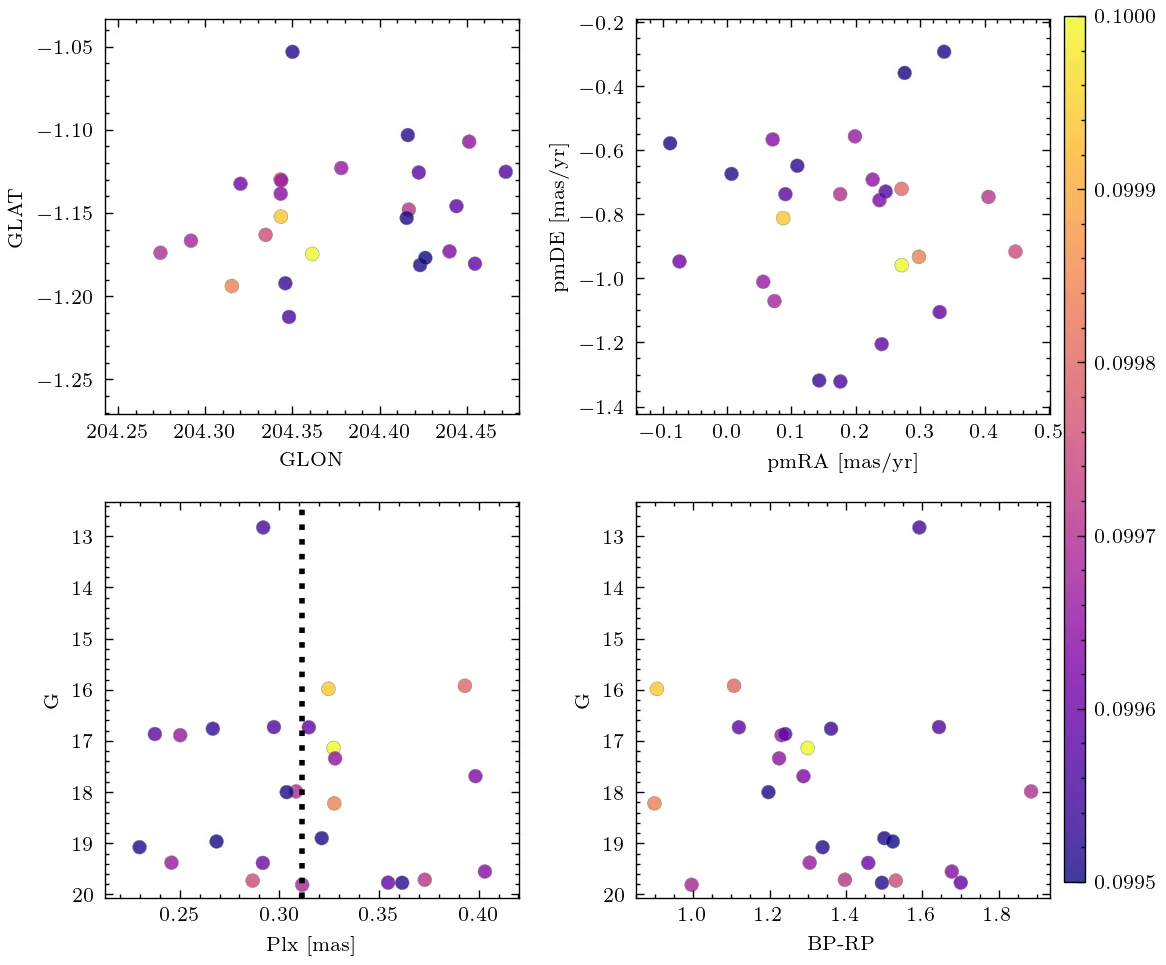 GLAT
−1.05
−1.10
−1.15
−1.20
−1.25
204.25 204.30 204.35 204.40 204.45
GLON
pmDE [mas/yr]
−0.2
−0.4
−0.6
−0.8
−1.0
−1.2
−1.4
−0.1 0.0 0.1 0.2 0.3 0.4 0.5
pmRA [mas/yr]
G
13
14
15
16
17
18
19
20
0.25 0.30 0.35 0.40
Plx [mas]
G
13
14
15
16
17
18
19
20
1.0 1.2 1.4 1.6 1.8
BP-RP
0.1000
0.0999
0.0998
0.0997
0.0996
0.0995